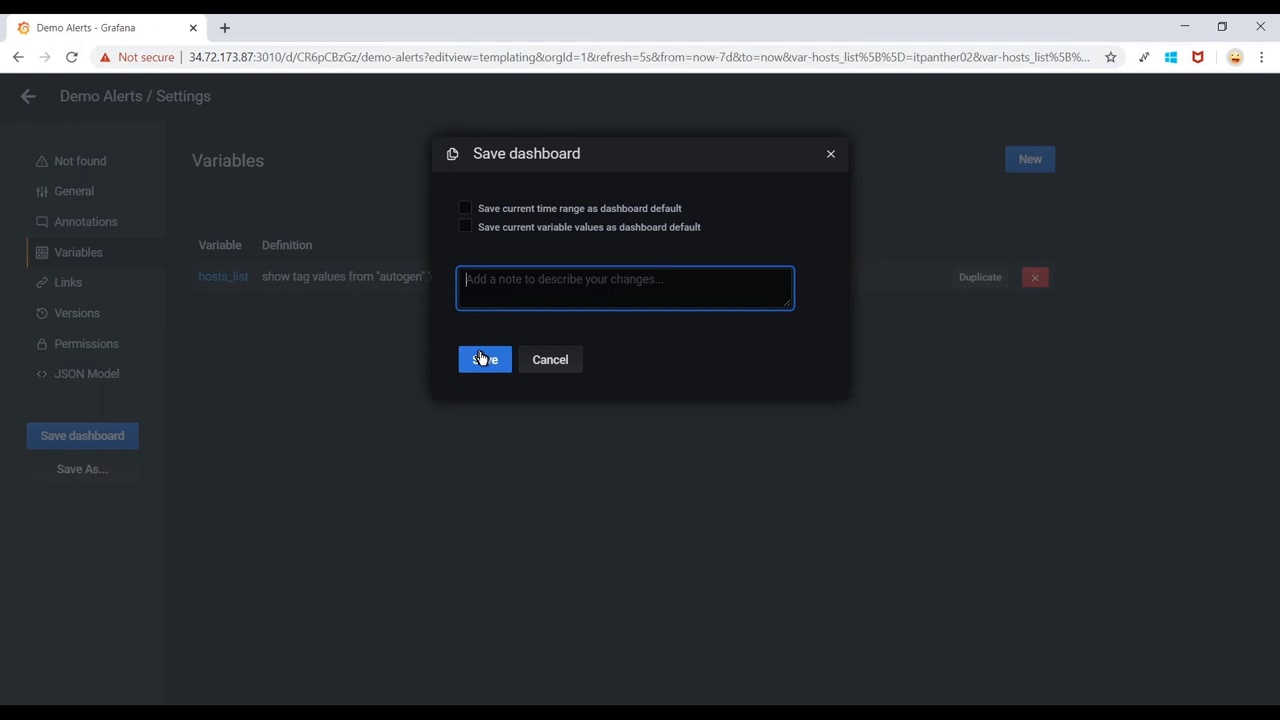 Demo Alerts - Grafana
Not secure | 34.72.173.87:3010/d/CR6pCBzGz/demo-alerts?editview=templating&orgId=1&refresh=5s&from=now-7d&to=now&var-hosts_list%5B%5D=itpanther02&var-hosts_list%5B%...
Demo Alerts / Settings
Save dashboard
Not found
Variables
New
General
Save current time range as dashboard default
Annotations
Save current variable values as dashboard default
Variables
Variable Definition
hosts_list show tag values from "autogen"."
Add a note to describe your changes...
Duplicate
Links
Versions
Permissions
Cancel
JSON Model
Save dashboard
Save As...